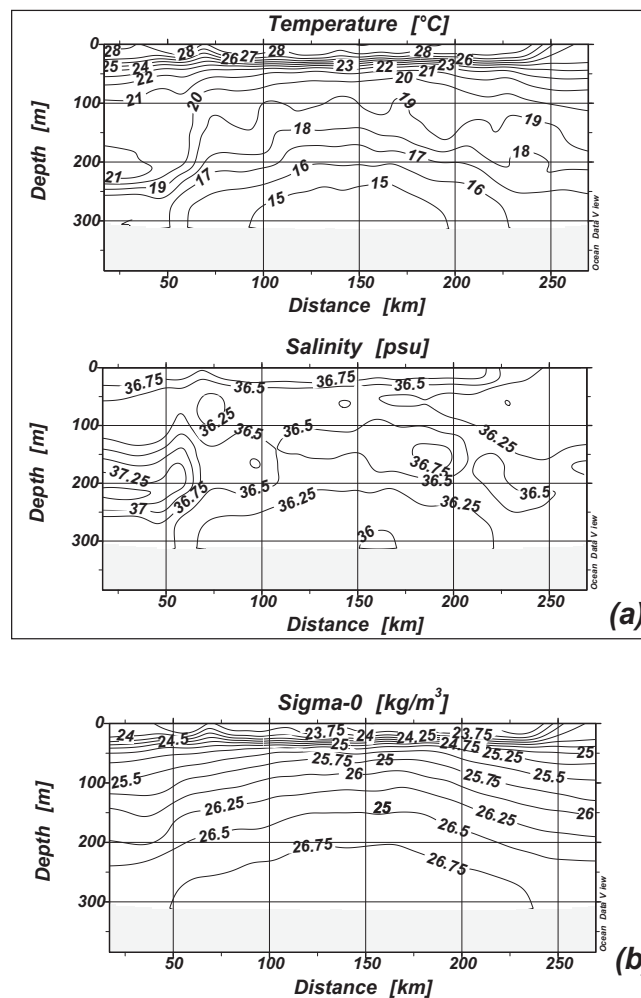 Temperature [°C]
0 28 28 28 28
25 24 26 27 23 22 21 23 26
22 20
21
100 20 19 19
18 18
200 21 19 17 16 17 16
15 15
300
Depth [m]
50 100 150 200 250
Distance [km]
Ocean Data View
Salinity [psu]
0
36.75 36.5 36.75 36.5
100 36.25 36.5 36.5 36.25
37.25 36.75 36.75
200 37 36.5 36.25 36.5 36.25 36.5
300 36
Depth [m]
50 100 150 200 250
Distance [km]
Ocean Data View
(a)
Sigma-0 [kg/m³]
0 24 24.5 23.75 24 24.25 23.75
25 24.75 25.25 25
25.75 25
100 25.5 26 25.75 25.5
26.25 25 26.25 26
200 26.5 26.5
26.75 26.75
300
Depth [m]
50 100 150 200 250
Distance [km]
Ocean Data View
(b